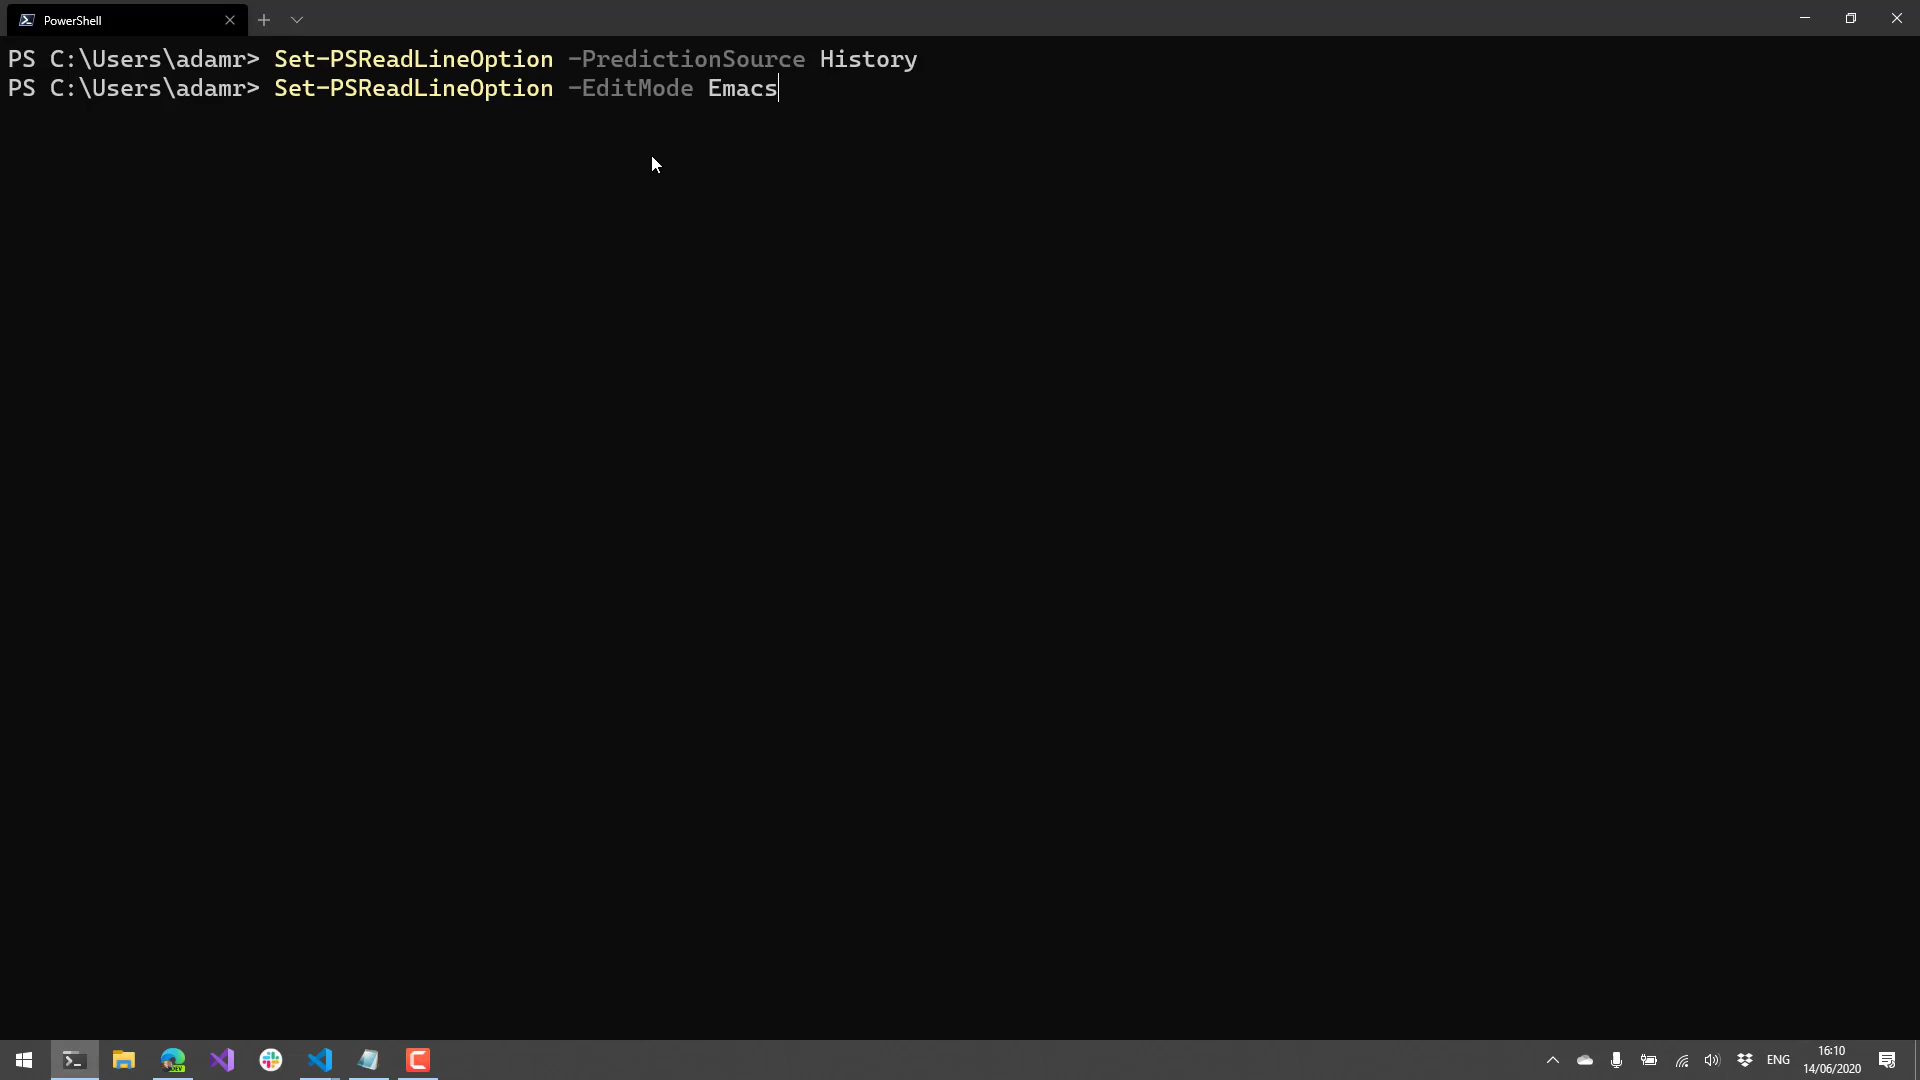 PowerShell
PS C:\Users\adamr> Set-PSReadLineOption -PredictionSource History
PS C:\Users\adamr> Set-PSReadLineOption -EditMode Emacs
DEV
ENG
16:10
14/06/2020